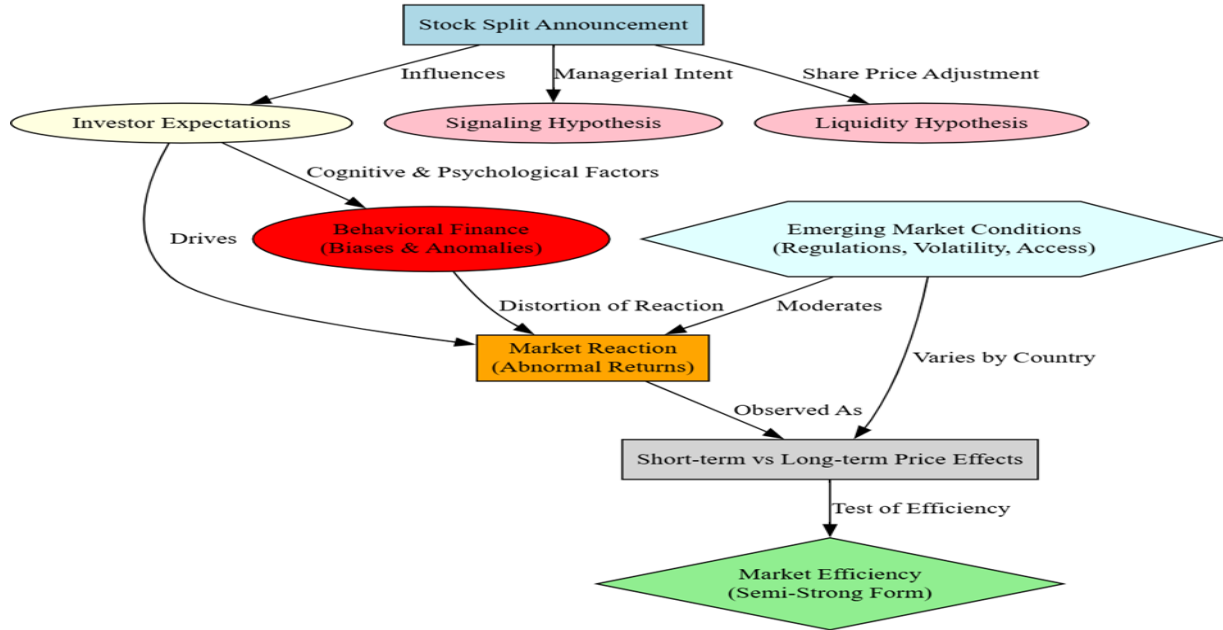 Stock Split Announcement
Influences
Managerial Intent
Share Price Adjustment
Investor Expectations
Signaling Hypothesis
Liquidity Hypothesis
Cognitive & Psychological Factors
Drives
Behavioral Finance
(Biases & Anomalies)
Emerging Market Conditions
(Regulations, Volatility, Access)
Distortion of Reaction
Moderates
Market Reaction
(Abnormal Returns)
Varies by Country
Observed As
Short-term vs Long-term Price Effects
Test of Efficiency
Market Efficiency
(Semi-Strong Form)